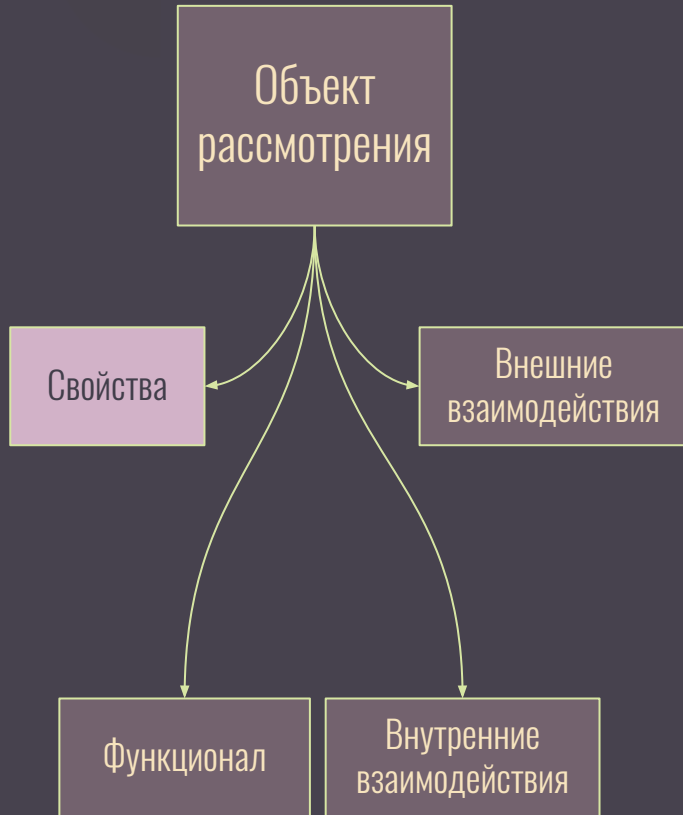 Объект
рассмотрения
Свойства
Внешние
взаимодействия
Функционал
Внутренние
взаимодействия